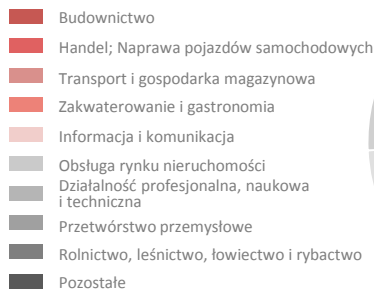 Budownictwo
Handel; Naprawa pojazdów samochodowych
Transport i gospodarka magazynowa
Zakwaterowanie i gastronomia
Informacja i komunikacja
Obsługa rynku nieruchomości
Działalność profesjonalna, naukowa
i techniczna
Przetwórstwo przemysłowe
Rolnictwo, leśnictwo, łowiectwo i rybactwo
Pozostałe